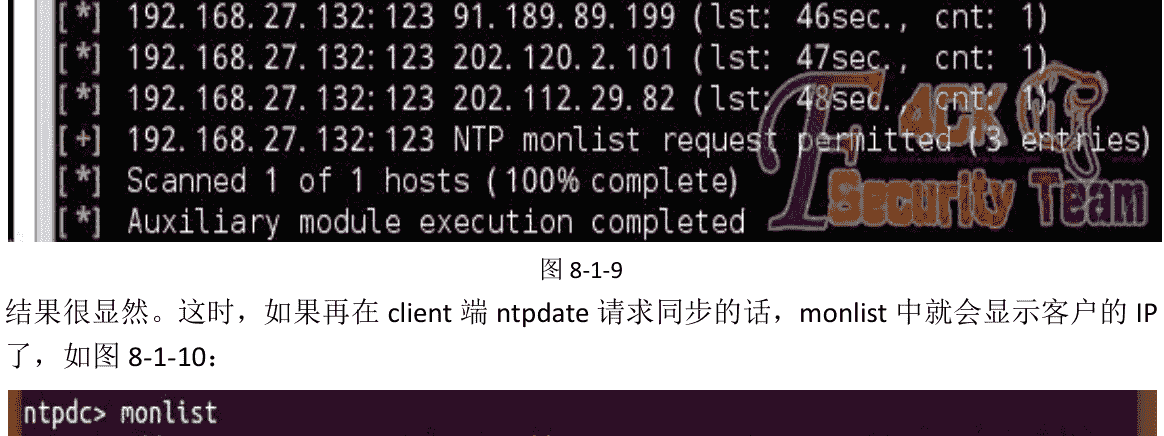 [*] 192.168.27.132:123 91.189.89.199 (lst: 46sec., cnt: 1)
[*] 192.168.27.132:123 202.120.2.101 (lst: 47sec., cnt: 1)
[*] 192.168.27.132:123 202.112.29.82 (lst: 48sec., cnt: 1)
[+] 192.168.27.132:123 NTP monlist request permitted (3 entries)
[*] Scanned 1 of 1 hosts (100% complete)
[*] Auxiliary module execution completed
Security Team
图 8-1-9
结果很显然。这时，如果再在 client 端 ntpdate 请求同步的话，monlist 中就会显示客户的 IP
了，如图 8-1-10：
ntpdc> monlist